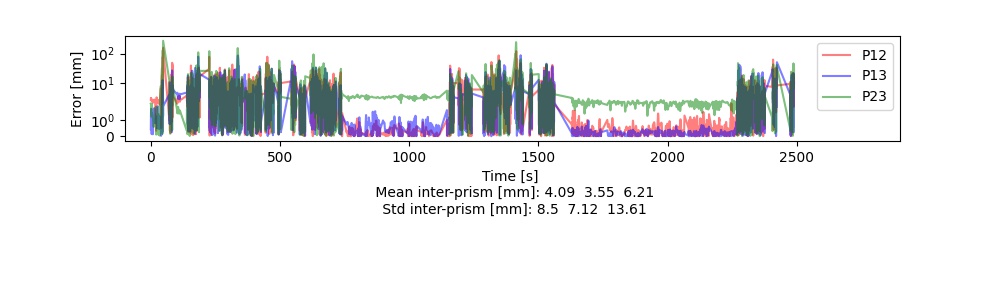 10²
10¹
10⁰
0
Error [mm]
P12
P13
P23
0 500 1000 1500 2000 2500
Time [s]
Mean inter-prism [mm]: 4.09 3.55 6.21
Std inter-prism [mm]: 8.5 7.12 13.61